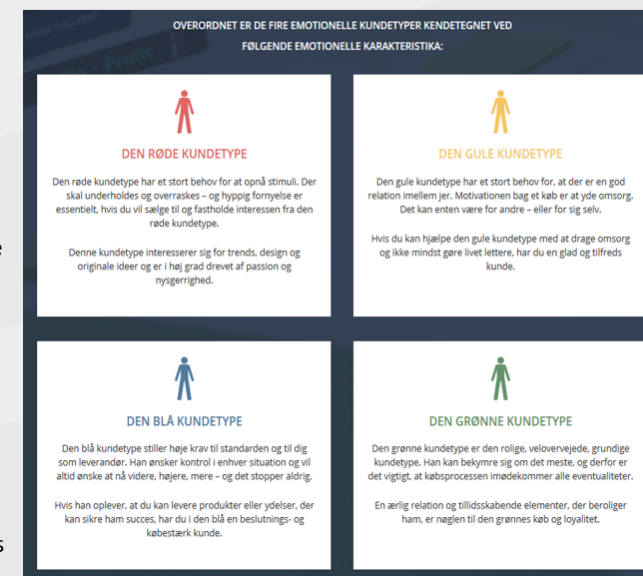 OVERORDNET ER DE FIRE EMOTIONELLE KUNDETYPER KENDETEGNET VED
FØLGENDE EMOTIONELLE KARAKTERISTIKA:
DEN RØDE KUNDETYPE
Den røde kundetype har et stort behov for at opnå stimuli. Der
skal underholdes og overraskes – og hyppig fornyelse er
essentielt, hvis du vil sælge til og fastholde interessen fra den
røde kundetype.
Denne kundetype interesserer sig for trends, design og
originale ideer og er i høj grad drevet af passion og
nysgerrighed.
DEN GULE KUNDETYPE
Den gule kundetype har et stort behov for, at der er en god
relation imellem jer. Motivationen bag et køb er at yde omsorg.
Det kan enten være for andre – eller for sig selv.
Hvis du kan hjælpe den gule kundetype med at drage omsorg
og ikke mindst gøre livet lettere, har du en glad og tilfreds
kunde.
e
DEN BLÅ KUNDETYPE
Den blå kundetype stiller høje krav til standarden og til dig
som leverandør. Han ønsker kontrol i enhver situation og vil
altid ønske at nå videre, højere, mere – og det stopper aldrig.
Hvis han oplever, at du kan levere produkter eller ydelser, der
kan sikre ham succes, har du i den blå en beslutnings- og
købestærk kunde.
DEN GRØNNE KUNDETYPE
Den grønne kundetype er den rolige, velovervejede, grundige
kundetype. Han kan bekymre sig om det meste, og derfor er
det vigtigt, at købsprocessen imødekommer alle eventualiteter.
En ærlig relation og tillidsskabende elementer, der beroliger
ham, er nøglen til den grønnes køb og loyalitet.
s